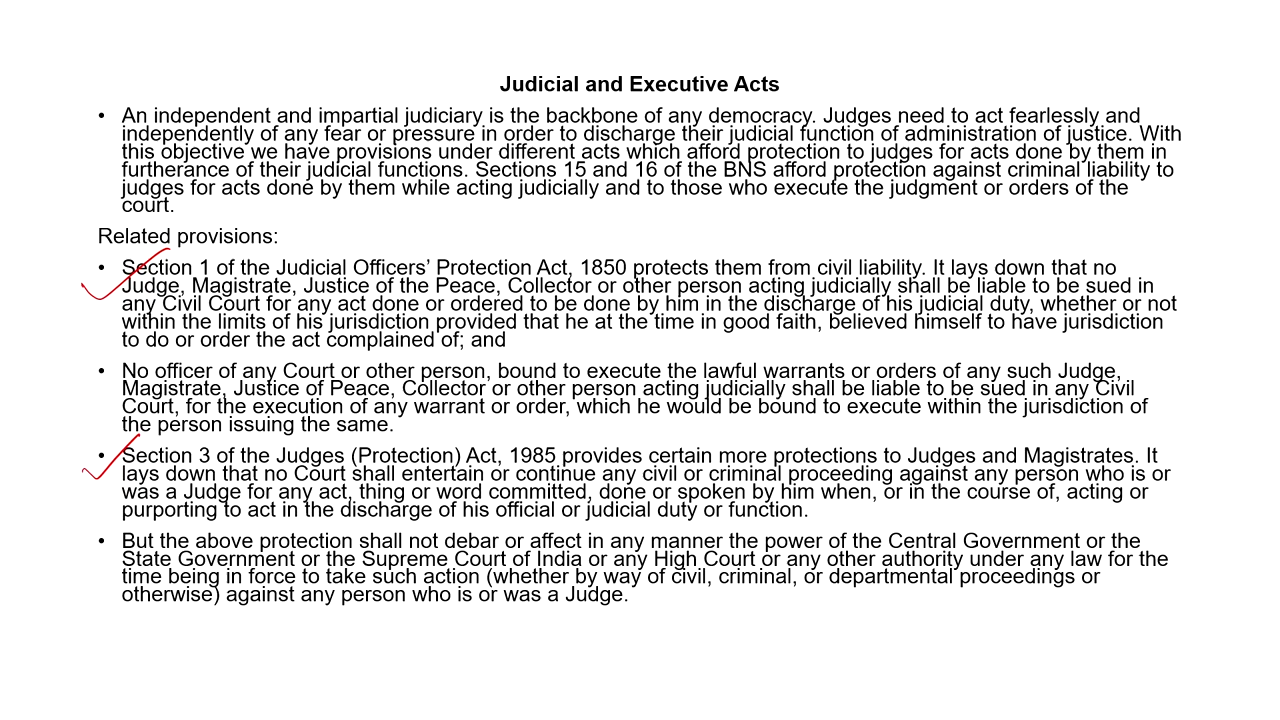 Judicial and Executive Acts
• An independent and impartial judiciary is the backbone of any democracy. Judges need to act fearlessly and
independently of any fear or pressure in order to discharge their judicial function of administration of justice. With
this objective we have provisions under different acts which afford protection to judges for acts done by them in
furtherance of their judicial functions. Sections 15 and 16 of the BNS afford protection against criminal liability to
judges for acts done by them while acting judicially and to those who execute the judgment or orders of the
court.
Related provisions:
• Section 1 of the Judicial Officers’ Protection Act, 1850 protects them from civil liability. It lays down that no
Judge, Magistrate, Justice of the Peace, Collector or other person acting judicially shall be liable to be sued in
any Civil Court for any act done or ordered to be done by him in the discharge of his judicial duty, whether or not
within the limits of his jurisdiction provided that he at the time in good faith, believed himself to have jurisdiction
to do or order the act complained of; and
• No officer of any Court or other person, bound to execute the lawful warrants or orders of any such Judge,
Magistrate, Justice of Peace, Collector or other person acting judicially shall be liable to be sued in any Civil
Court, for the execution of any warrant or order, which he would be bound to execute within the jurisdiction of
the person issuing the same.
• Section 3 of the Judges (Protection) Act, 1985 provides certain more protections to Judges and Magistrates. It
lays down that no Court shall entertain or continue any civil or criminal proceeding against any person who is or
was a Judge for any act, thing or word committed, done or spoken by him when, or in the course of, acting or
purporting to act in the discharge of his official or judicial duty or function.
• But the above protection shall not debar or affect in any manner the power of the Central Government or the
State Government or the Supreme Court of India or any High Court or any other authority under any law for the
time being in force to take such action (whether by way of civil, criminal, or departmental proceedings or
otherwise) against any person who is or was a Judge.